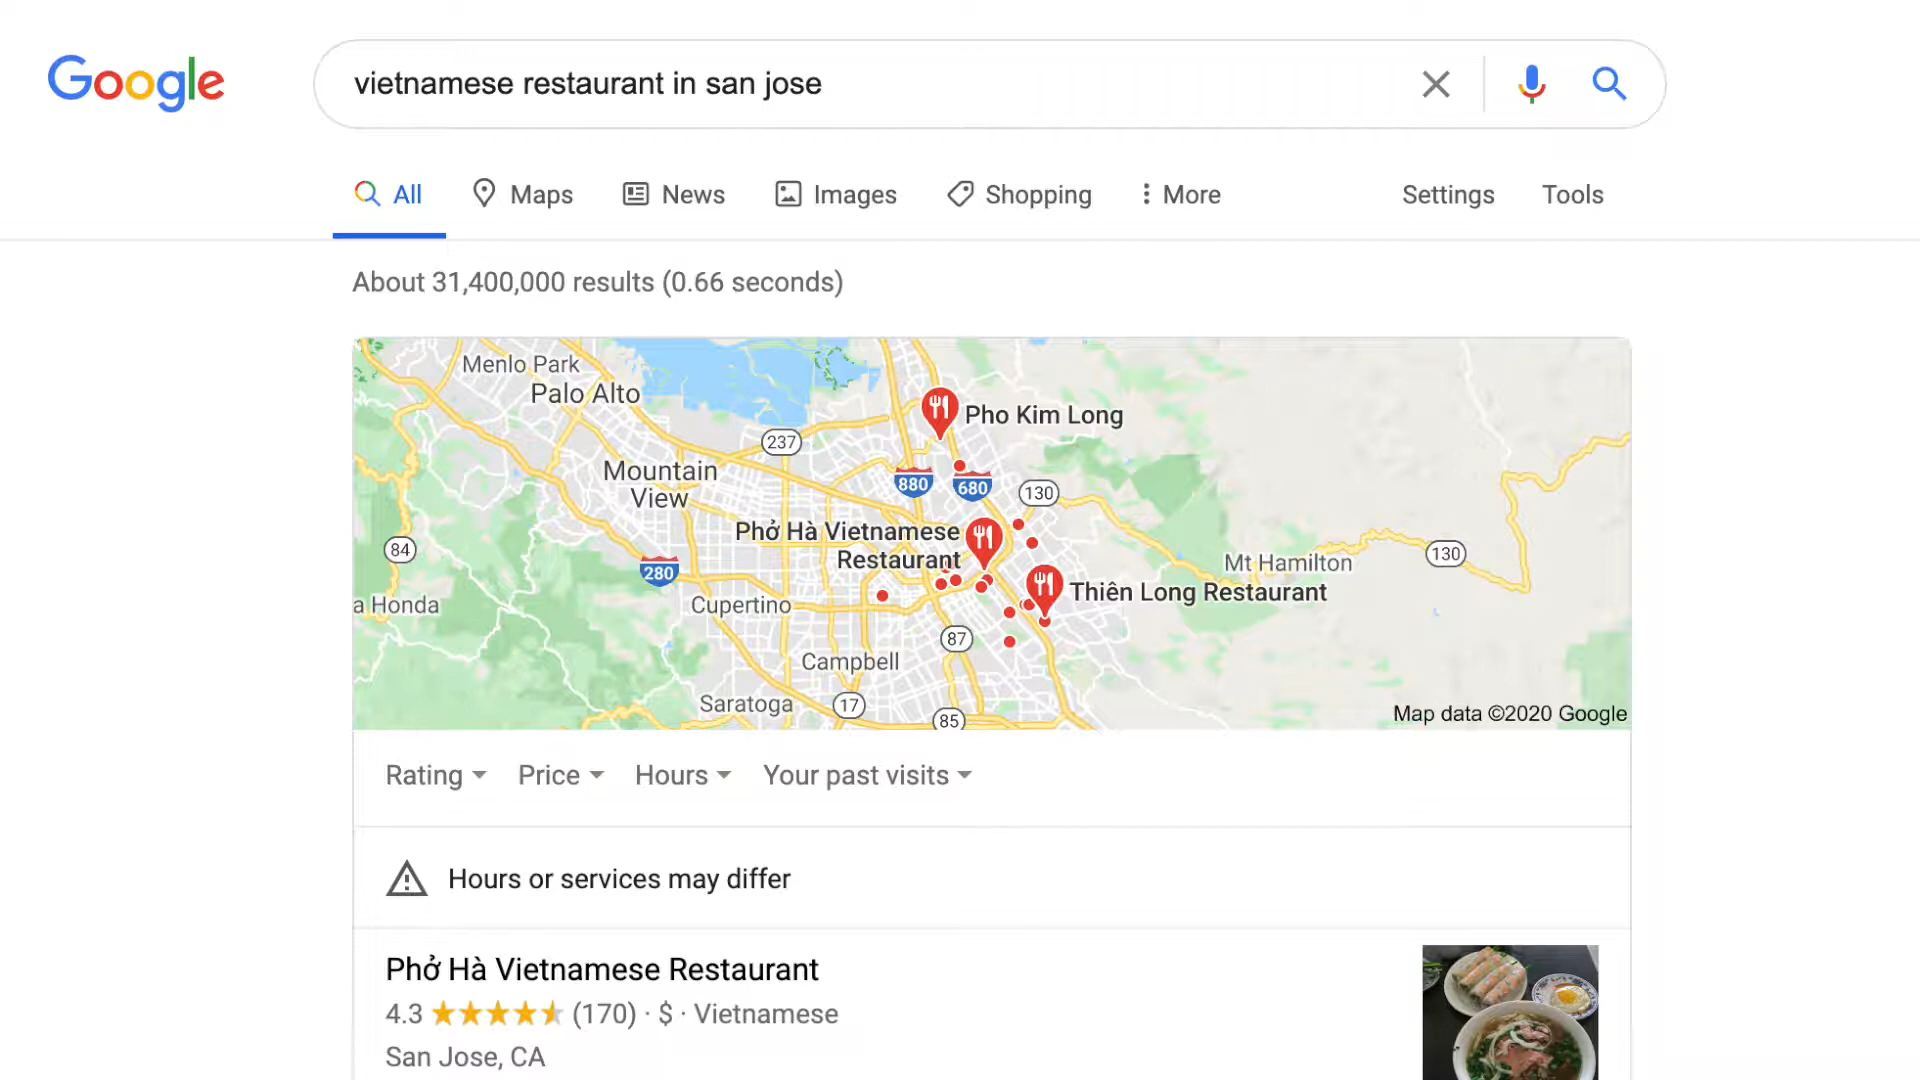 Google
vietnamese restaurant in san jose
All
Maps
News
Images
Shopping
More
Settings
Tools
About 31,400,000 results (0.66 seconds)
Menlo Park
Palo Alto
Pho Kim Long
237
Mountain
View
880
680
130
Phở Hà Vietnamese
Restaurant
84
280
Mt Hamilton
130
a Honda
Cupertino
Thiên Long Restaurant
87
Campbell
Saratoga
17
85
Map data ©2020 Google
Rating
Price
Hours
Your past visits
Hours or services may differ
Phở Hà Vietnamese Restaurant
4.3 (170) · $ · Vietnamese
San Jose, CA